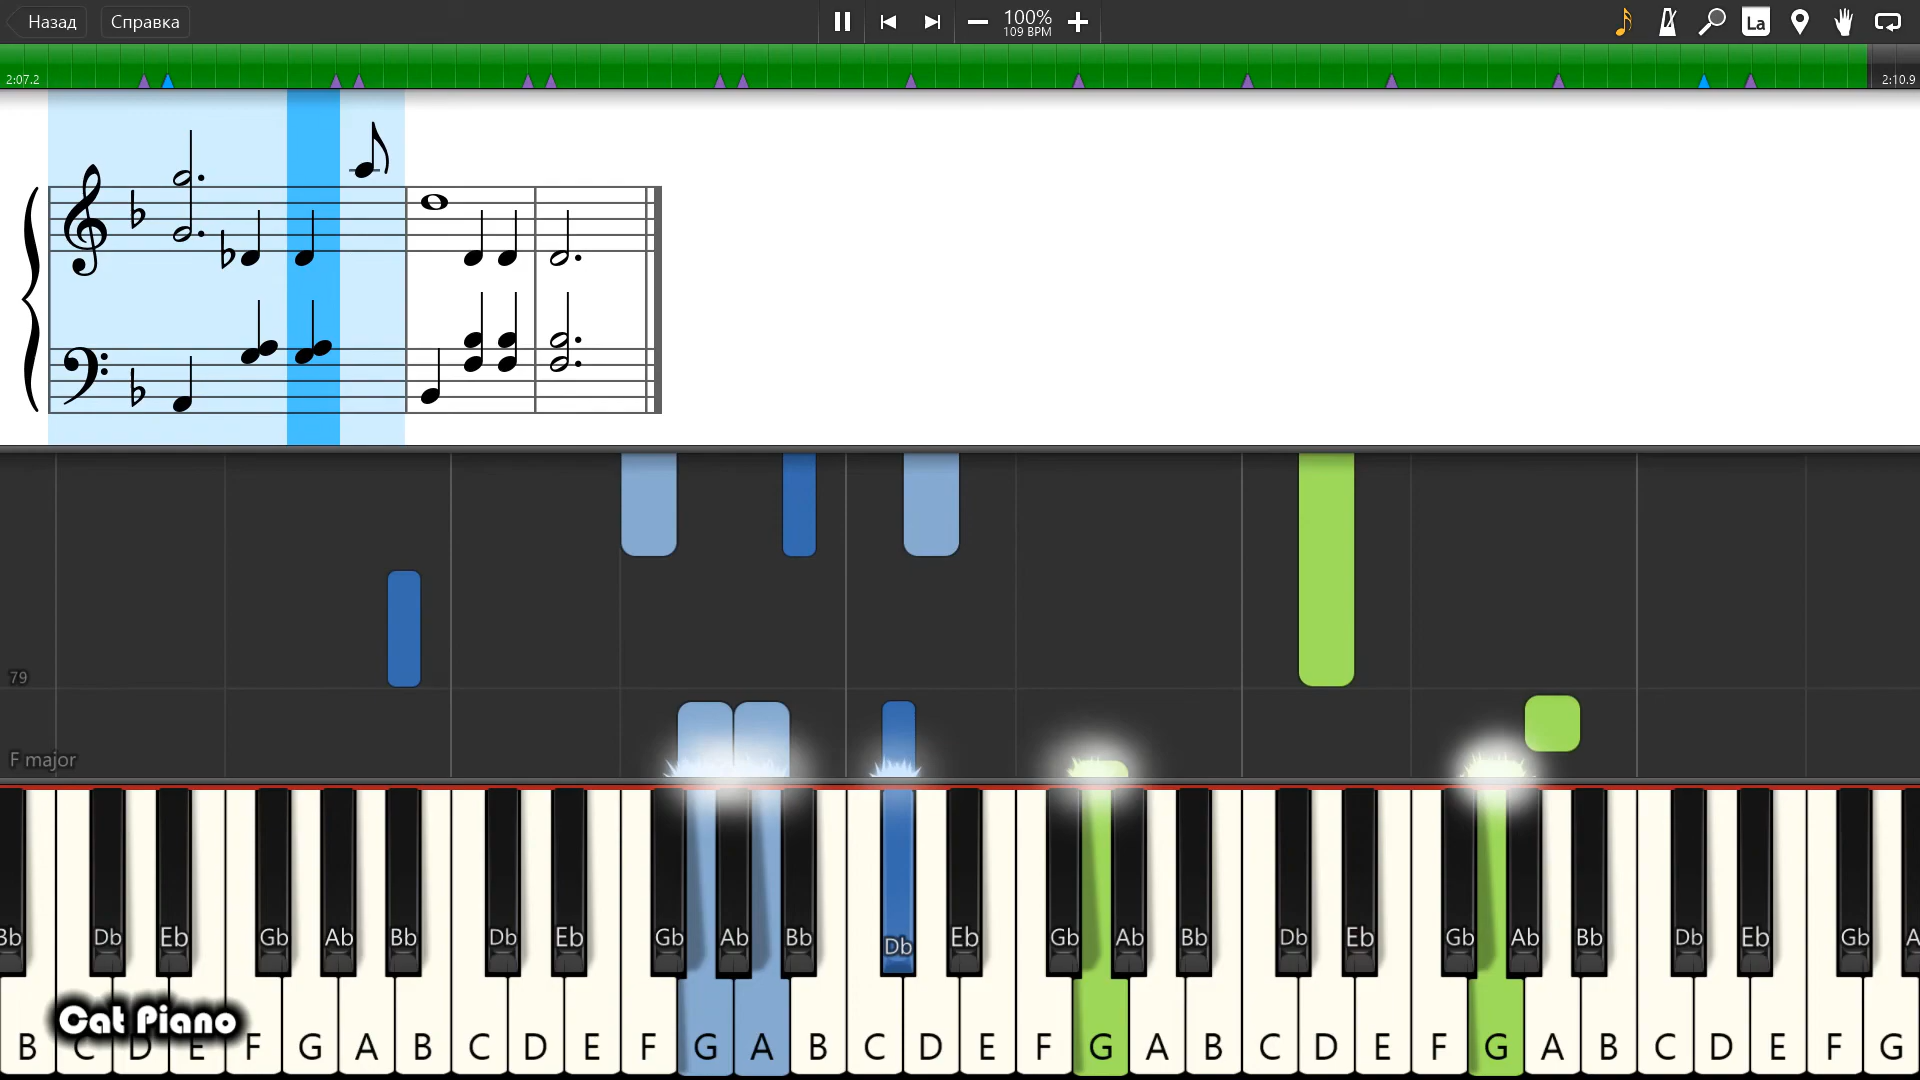 Назад
Справка
100%
109 BPM
La
2:07.2
2:10.9
79
F major
Bb Db Eb Gb Ab Bb Db Eb Gb Ab Bb Db Eb Gb Ab Bb Db Eb Gb Ab Bb Db Eb Gb A
Cat Piano
B C D E F G A B C D E F G A B C D E F G A B C D E F G A B C D E F G